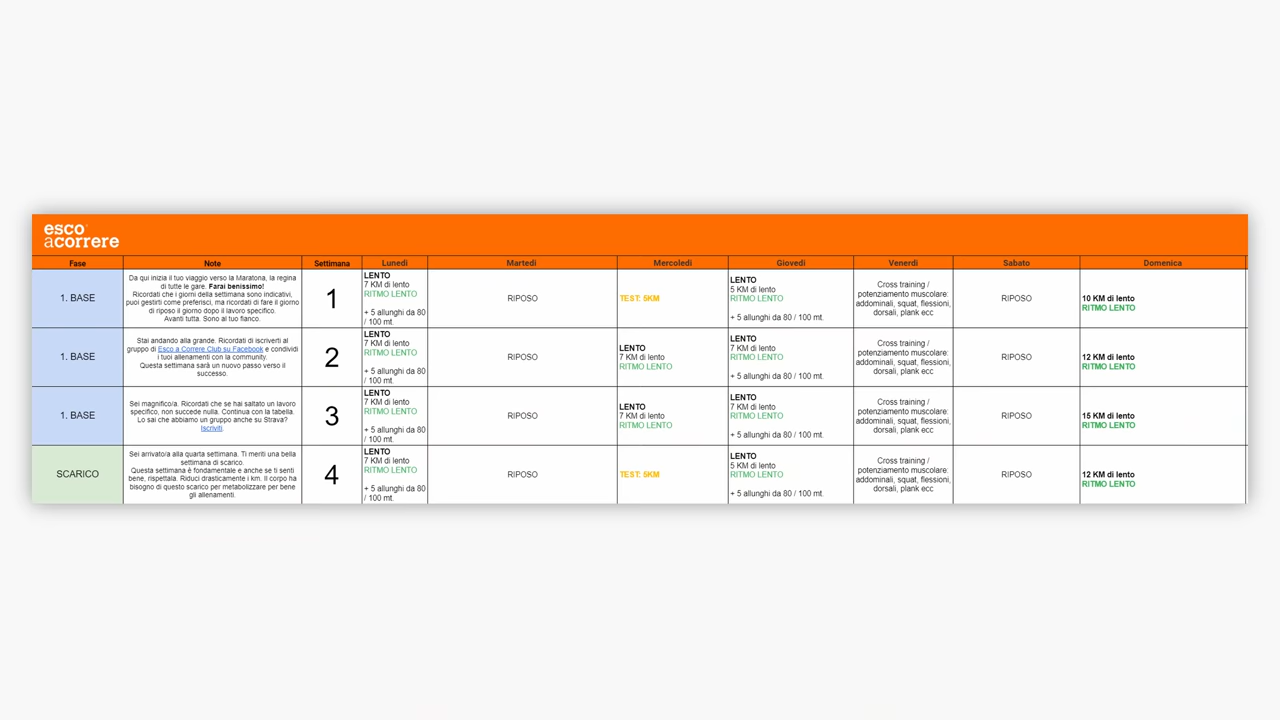 esco
acorrere
Fase
Note
Settimana
Lunedì
Martedì
Mercoledì
Giovedì
Venerdì
Sabato
Domenica
1. BASE
Da qui inizia il tuo viaggio verso la Maratona, la regina
di tutte le gare. Farai benissimo!
Ricordati che i giorni della settimana sono indicativi,
puoi gestirti come preferisci, ma ricordati di fare il giorno
di riposo il giorno dopo il lavoro specifico.
Avanti tutta. Sono al tuo fianco.
1
LENTO
7 KM di lento
RITMO LENTO
+ 5 allunghi da 80
/ 100 mt.
RIPOSO
TEST: 5KM
LENTO
5 KM di lento
RITMO LENTO
+ 5 allunghi da 80 / 100 mt.
Cross training /
potenziamento muscolare:
addominali, squat, flessioni,
dorsali, plank ecc
RIPOSO
10 KM di lento
RITMO LENTO
1. BASE
Stai andando alla grande. Ricordati di iscriverti al
gruppo di Esco a Correre Club su Facebook e condividi
i tuoi allenamenti con la community.
Questa settimana sarà un nuovo passo verso il
successo.
2
LENTO
7 KM di lento
RITMO LENTO
+ 5 allunghi da 80
/ 100 mt.
RIPOSO
LENTO
7 KM di lento
RITMO LENTO
LENTO
7 KM di lento
RITMO LENTO
+ 5 allunghi da 80 / 100 mt.
Cross training /
potenziamento muscolare:
addominali, squat, flessioni,
dorsali, plank ecc
RIPOSO
12 KM di lento
RITMO LENTO
1. BASE
Sei magnifico/a. Ricordati che se hai saltato un lavoro
specifico, non succede nulla. Continua con la tabella.
Lo sai che abbiamo un gruppo anche su Strava?
Iscriviti.
3
LENTO
7 KM di lento
RITMO LENTO
+ 5 allunghi da 80
/ 100 mt.
RIPOSO
LENTO
7 KM di lento
RITMO LENTO
LENTO
7 KM di lento
RITMO LENTO
+ 5 allunghi da 80 / 100 mt.
Cross training /
potenziamento muscolare:
addominali, squat, flessioni,
dorsali, plank ecc
RIPOSO
15 KM di lento
RITMO LENTO
SCARICO
Sei arrivato/a alla quarta settimana. Ti meriti una bella
settimana di scarico.
Questa settimana è fondamentale e anche se ti senti
bene, rispettala. Riduci drasticamente i km. Il corpo ha
bisogno di questo scarico per metabolizzare per bene
gli allenamenti.
4
LENTO
7 KM di lento
RITMO LENTO
+ 5 allunghi da 80
/ 100 mt.
RIPOSO
TEST: 5KM
LENTO
5 KM di lento
RITMO LENTO
+ 5 allunghi da 80 / 100 mt.
Cross training /
potenziamento muscolare:
addominali, squat, flessioni,
dorsali, plank ecc
RIPOSO
12 KM di lento
RITMO LENTO